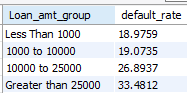 Loan_amt_group default_rate
Less Than 1000 18.9759
1000 to 10000 19.0735
10000 to 25000 26.8937
Greater than 25000 33.4812